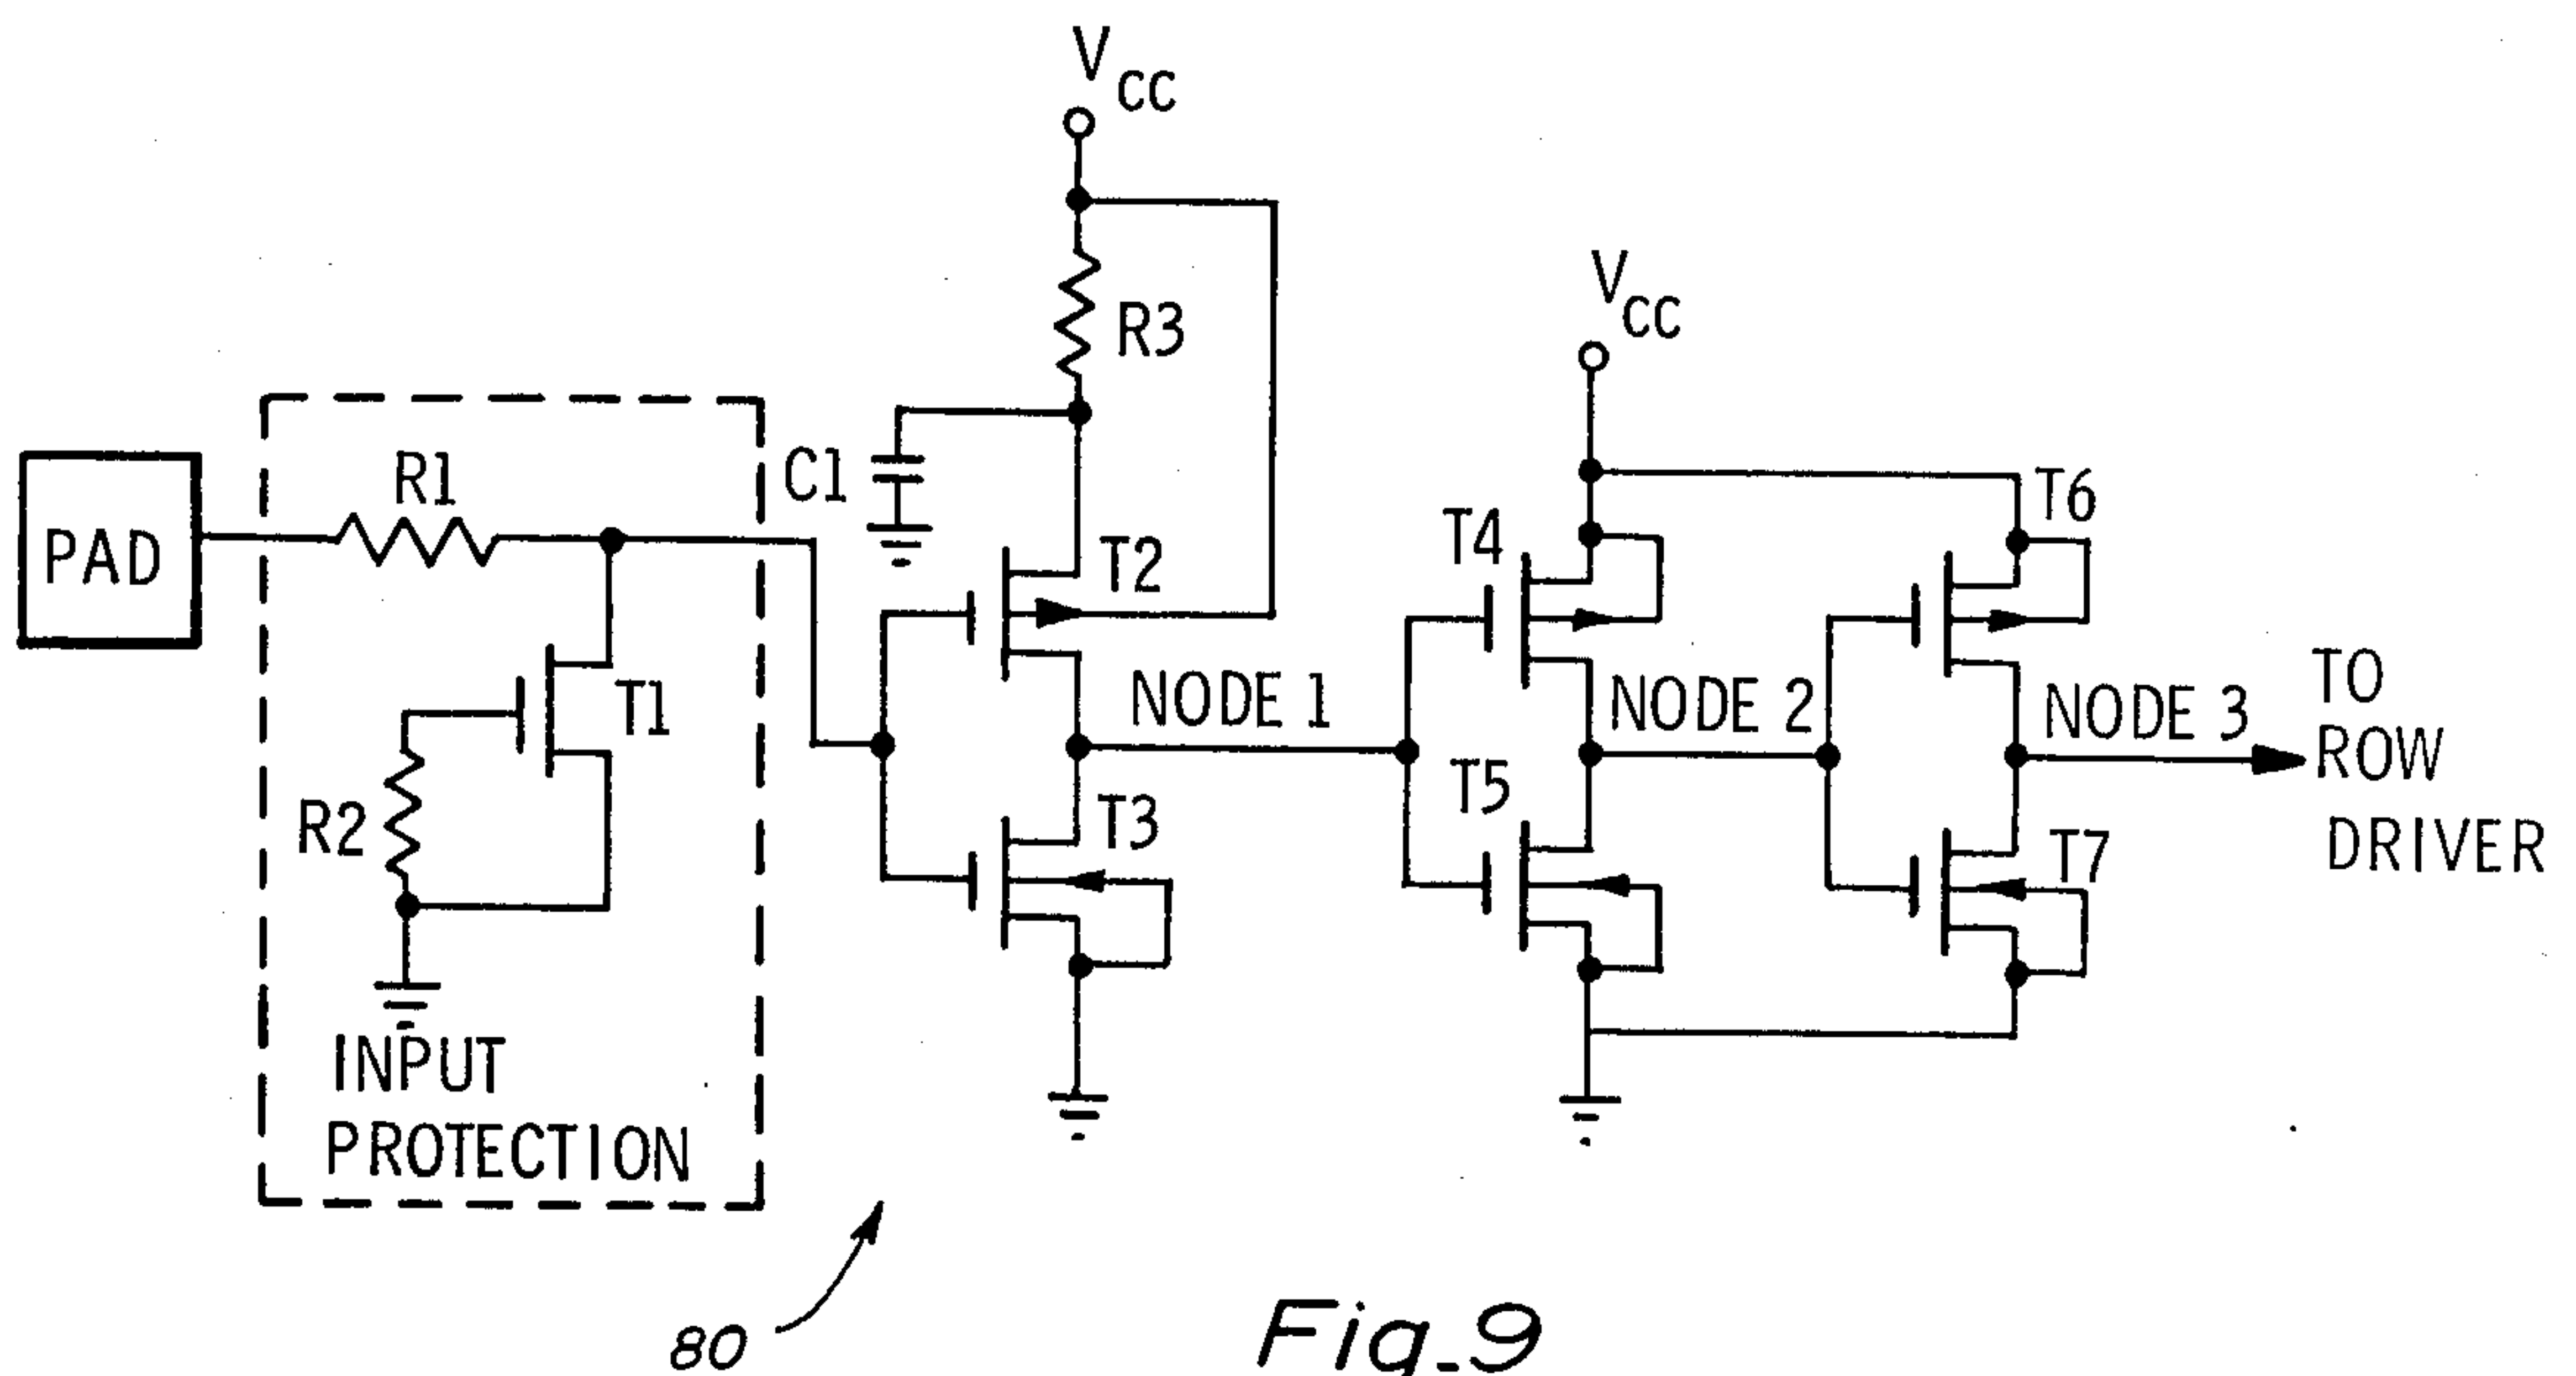 VCC
R3
VCC
R1
C1
PAD
T2
T4
T6
T1
NODE 1
NODE 2
NODE 3
TO
ROW
DRIVER
R2
T3
T5
T7
INPUT
PROTECTION
80
Fig_9